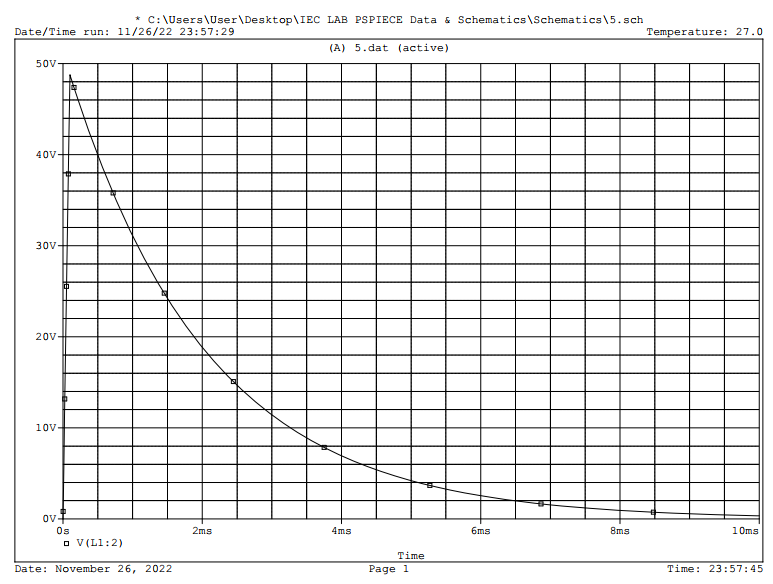 * C:\Users\User\Desktop\IEC LAB PSPIECE Data & Schematics\Schematics\5.sch
Date/Time run: 11/26/22 23:57:29 Temperature: 27.0
(A) 5.dat (active)
50V
40V
30V
20V
10V
0V
0s 2ms 4ms 6ms 8ms 10ms
V(L1:2)
Time
Date: November 26, 2022 Page 1 Time: 23:57:45